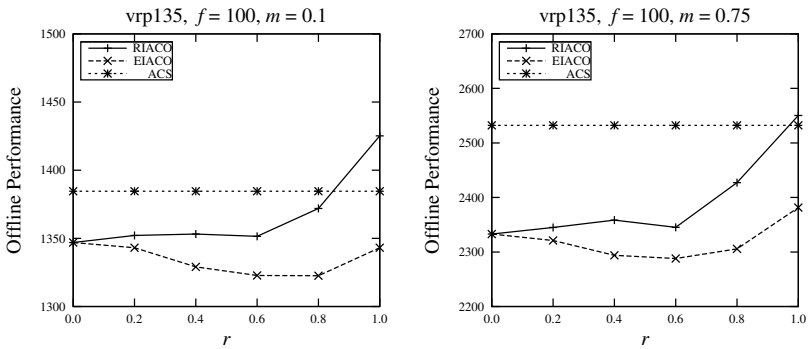 vrp135, f = 100, m = 0.1
Offline Performance
1500
1450
1400
1350
1300
RIACO
EIACO
ACS
0.0 0.2 0.4 0.6 0.8 1.0
r
vrp135, f = 100, m = 0.75
Offline Performance
2700
2600
2500
2400
2300
2200
RIACO
EIACO
ACS
0.0 0.2 0.4 0.6 0.8 1.0
r